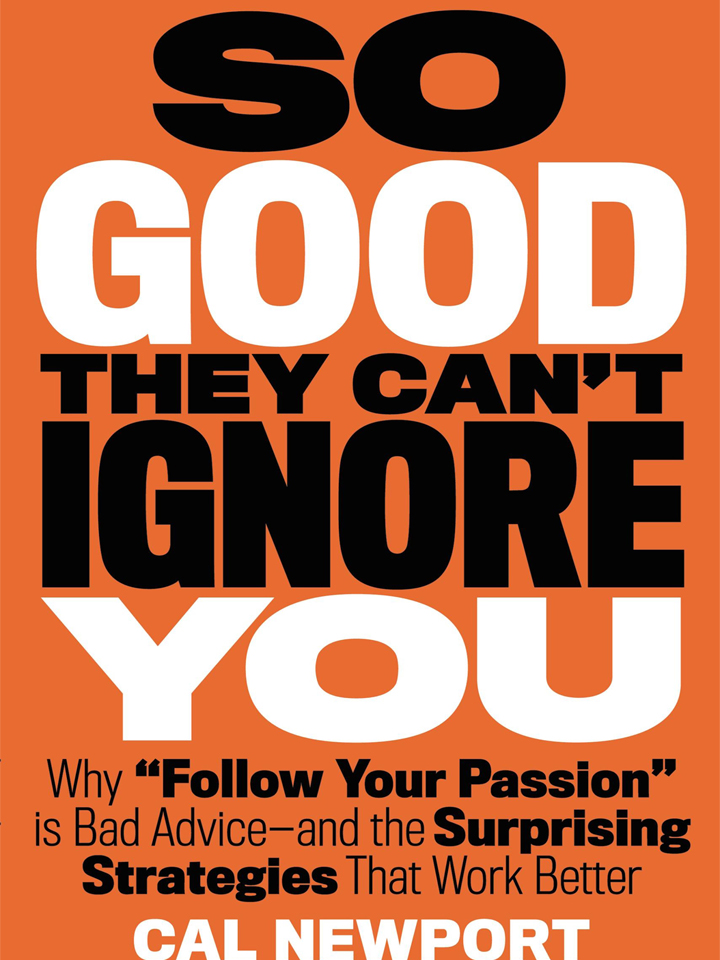 SO
GOOD
THEY CAN'T
IGNORE
YOU
Why “Follow Your Passion”
is Bad Advice—and the Surprising
Strategies That Work Better
CAL NEWPORT